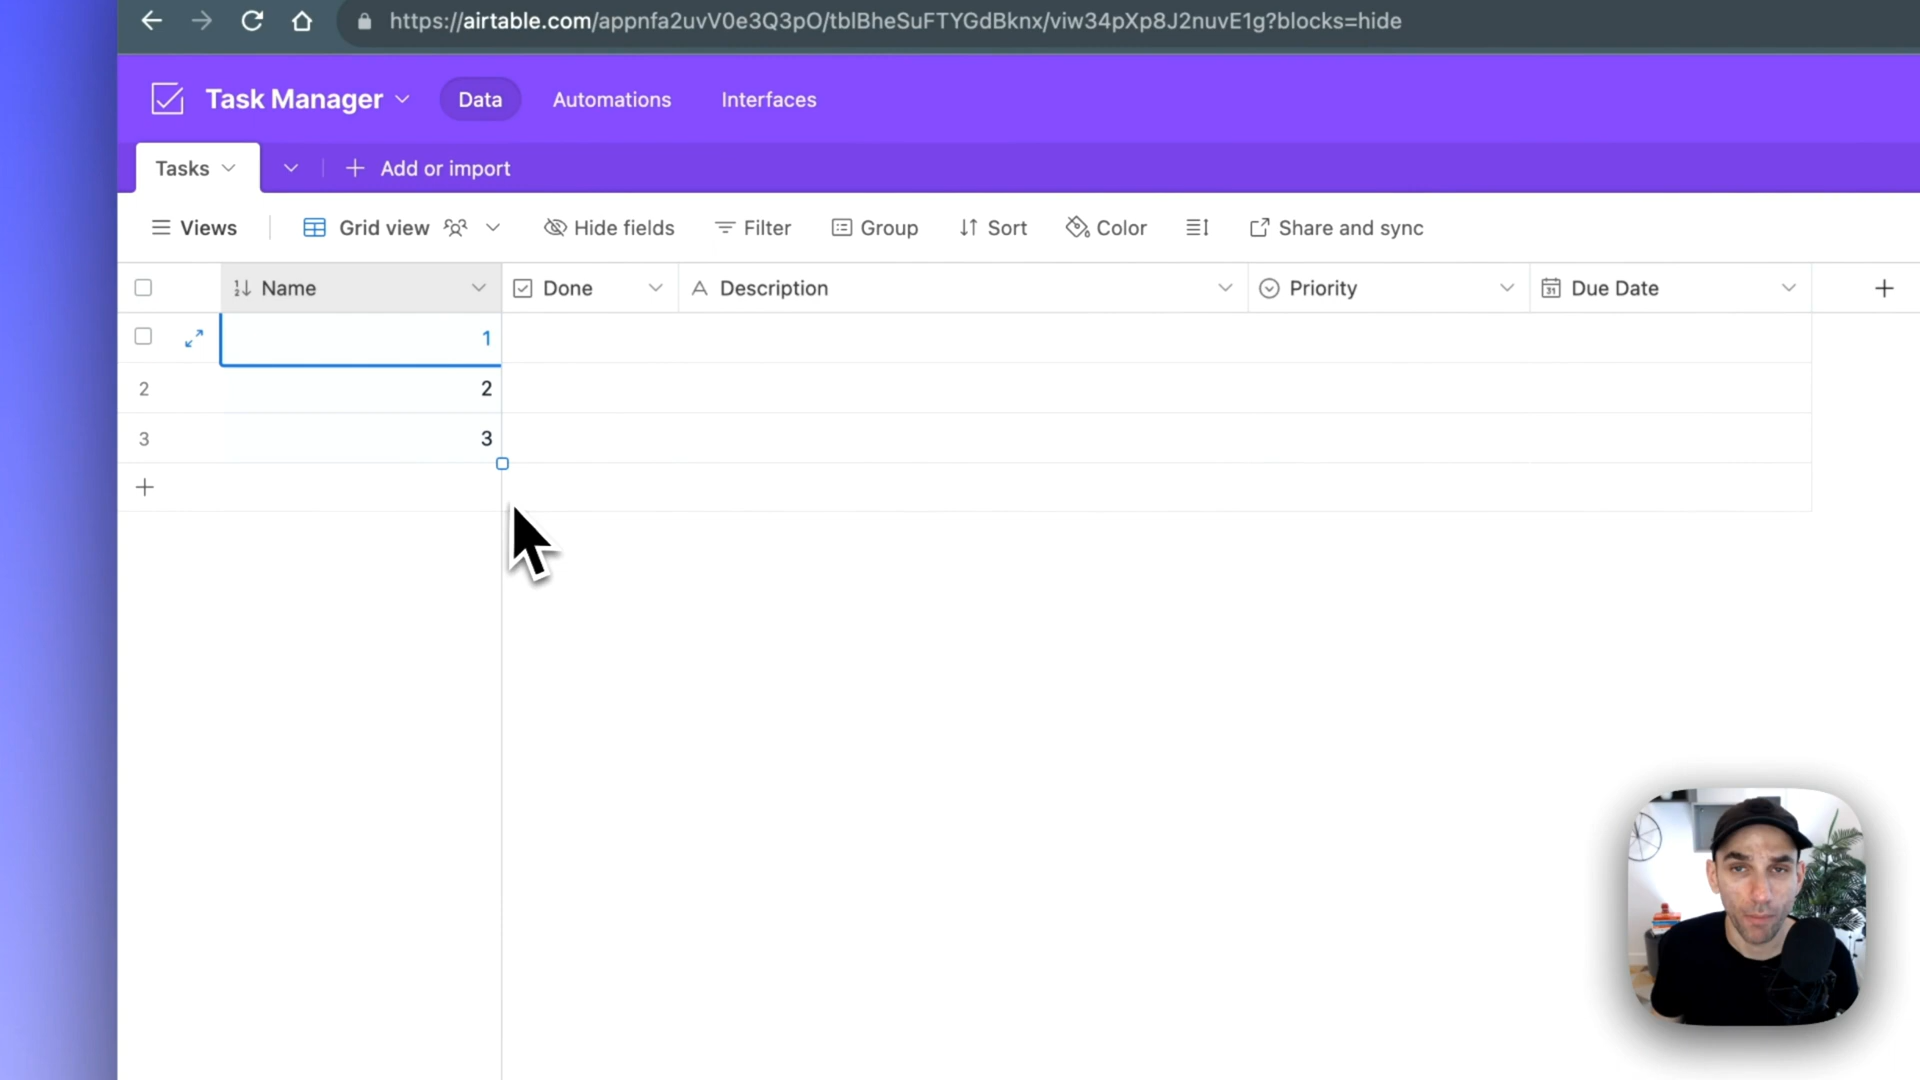 https://airtable.com/appnfa2uvV0e3Q3pO/tblBheSuFTYGdBknx/viw34pXp8J2nuvE1g?blocks=hide
Task Manager Data Automations Interfaces
Tasks + Add or import
Views Grid view Hide fields Filter Group Sort Color Share and sync
Name Done Description Priority 31 Due Date +
1
2 2
3 3
+